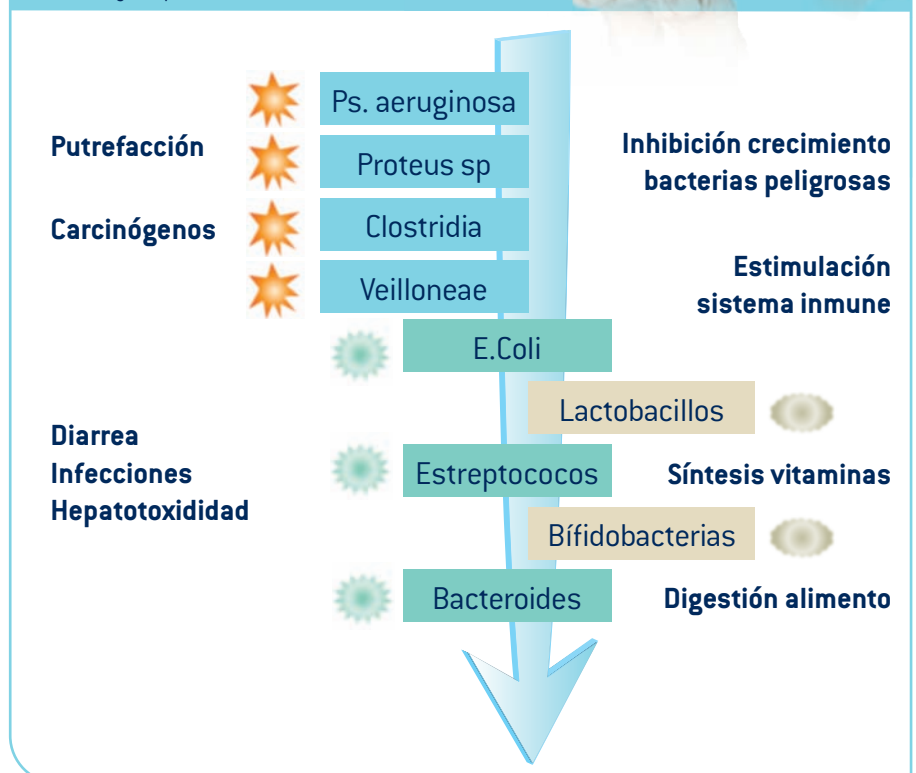 Ps. aeruginosa
Putrefacción
Proteus sp
Inhibición crecimiento
bacterias peligrosas
Carcinógenos
Clostridia
Veilloneae
Estimulación
sistema inmune
E.Coli
Lactobacillos
Diarrea
Infecciones
Hepatotoxididad
Estreptococos
Síntesis vitaminas
Bífidobacterias
Bacteroides
Digestión alimento